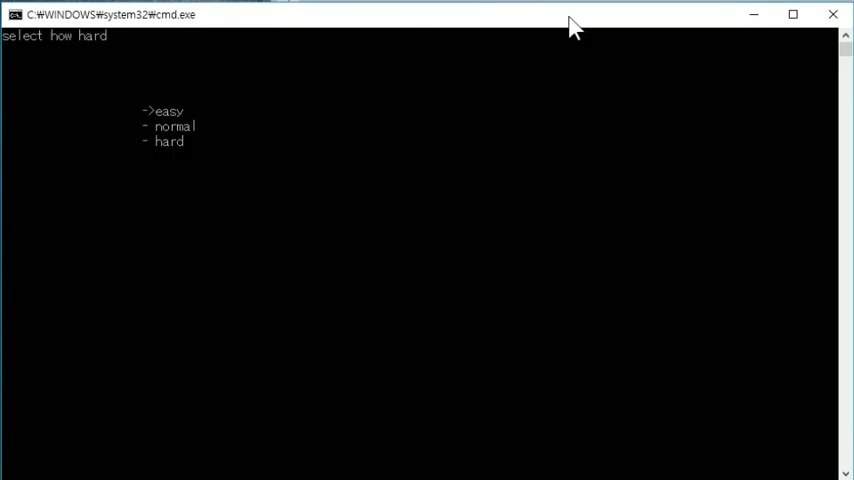 C:₩WINDOWS₩system32₩cmd.exe
select how hard
->easy
- normal
- hard